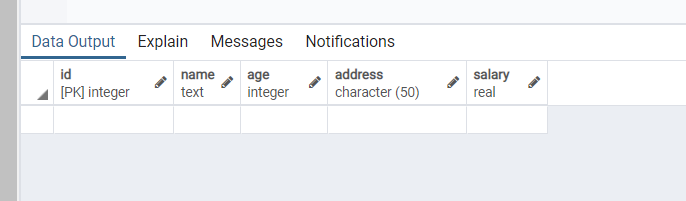 Data Output Explain Messages Notifications
id name age address salary
[PK] integer text integer character (50) real